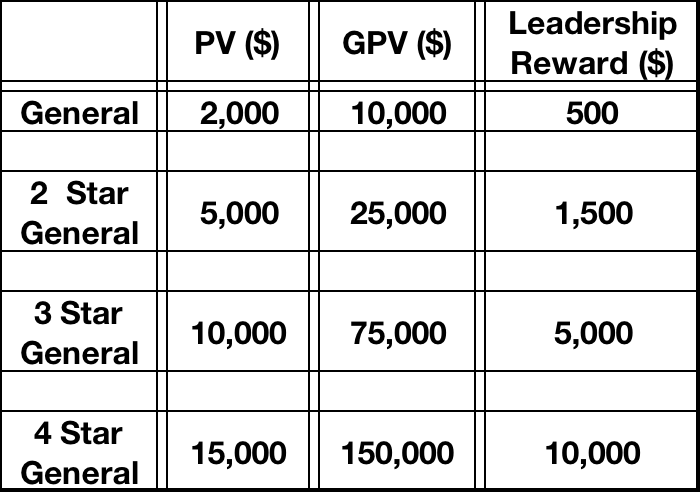 PV ($) GPV ($) Leadership
Reward ($)
General 2,000 10,000 500
2 Star
General 5,000 25,000 1,500
3 Star
General 10,000 75,000 5,000
4 Star
General 15,000 150,000 10,000